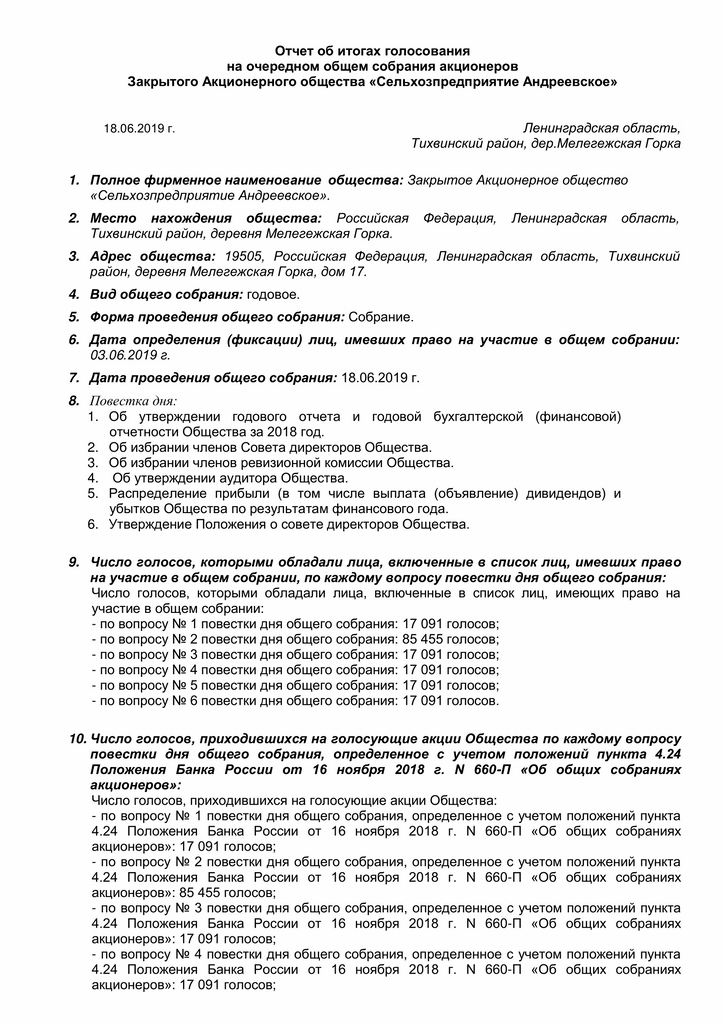 Отчет об итогах голосования
на очередном общем собрания акционеров
Закрытого Акционерного общества «Сельхозпредприятие Андреевское»
18.06.2019 г.
Ленинградская область,
Тихвинский район, дер.Мелегежская Горка
1. Полное фирменное наименование общества: Закрытое Акционерное общество
«Сельхозпредприятие Андреевское».
2. Место нахождения общества: Российская Федерация, Ленинградская область,
Тихвинский район, деревня Мелегежская Горка.
3. Адрес общества: 19505, Российская Федерация, Ленинградская область, Тихвинский
район, деревня Мелегежская Горка, дом 17.
4. Вид общего собрания: годовое.
5. Форма проведения общего собрания: Собрание.
6. Дата определения (фиксации) лиц, имевших право на участие в общем собрании:
03.06.2019 г.
7. Дата проведения общего собрания: 18.06.2019 г.
8. Повестка дня:
1. Об утверждении годового отчета и годовой бухгалтерской (финансовой)
отчетности Общества за 2018 год.
2. Об избрании членов Совета директоров Общества.
3. Об избрании членов ревизионной комиссии Общества.
4. Об утверждении аудитора Общества.
5. Распределение прибыли (в том числе выплата (объявление) дивидендов) и
убытков Общества по результатам финансового года.
6. Утверждение Положения о совете директоров Общества.
9. Число голосов, которыми обладали лица, включенные в список лиц, имевших право
на участие в общем собрании, по каждому вопросу повестки дня общего собрания:
Число голосов, которыми обладали лица, включенные в список лиц, имеющих право на
участие в общем собрании:
- по вопросу № 1 повестки дня общего собрания: 17 091 голосов;
- по вопросу № 2 повестки дня общего собрания: 85 455 голосов;
- по вопросу № 3 повестки дня общего собрания: 17 091 голосов;
- по вопросу № 4 повестки дня общего собрания: 17 091 голосов;
- по вопросу № 5 повестки дня общего собрания: 17 091 голосов;
- по вопросу № 6 повестки дня общего собрания: 17 091 голосов.
10. Число голосов, приходившихся на голосующие акции Общества по каждому вопросу
повестки дня общего собрания, определенное с учетом положений пункта 4.24
Положения Банка России от 16 ноября 2018 г. N 660-П «Об общих собраниях
акционеров»:
Число голосов, приходившихся на голосующие акции Общества:
- по вопросу № 1 повестки дня общего собрания, определенное с учетом положений пункта
4.24 Положения Банка России от 16 ноября 2018 г. N 660-П «Об общих собраниях
акционеров»: 17 091 голосов;
- по вопросу № 2 повестки дня общего собрания, определенное с учетом положений пункта
4.24 Положения Банка России от 16 ноября 2018 г. N 660-П «Об общих собраниях
акционеров»: 85 455 голосов;
- по вопросу № 3 повестки дня общего собрания, определенное с учетом положений пункта
4.24 Положения Банка России от 16 ноября 2018 г. N 660-П «Об общих собраниях
акционеров»: 17 091 голосов;
- по вопросу № 4 повестки дня общего собрания, определенное с учетом положений пункта
4.24 Положения Банка России от 16 ноября 2018 г. N 660-П «Об общих собраниях
акционеров»: 17 091 голосов;